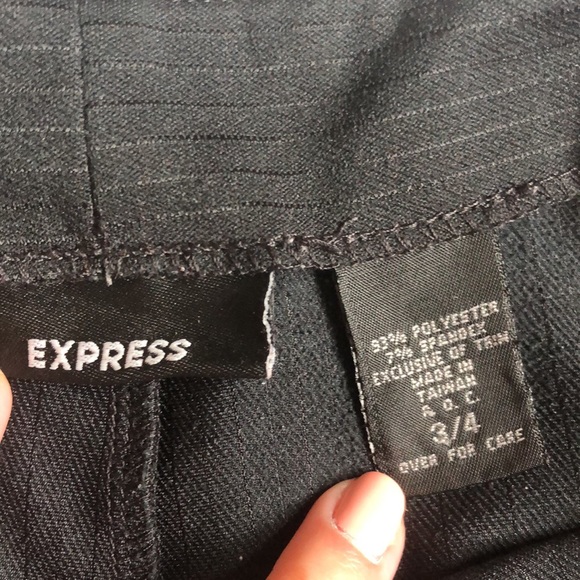 EXPRESS
93% POLYESTER
7% SPANDEX
EXCLUSIVE OF TRIM
MADE IN
TAIWAN
R.O.C.
3/4
OVER FOR CARE